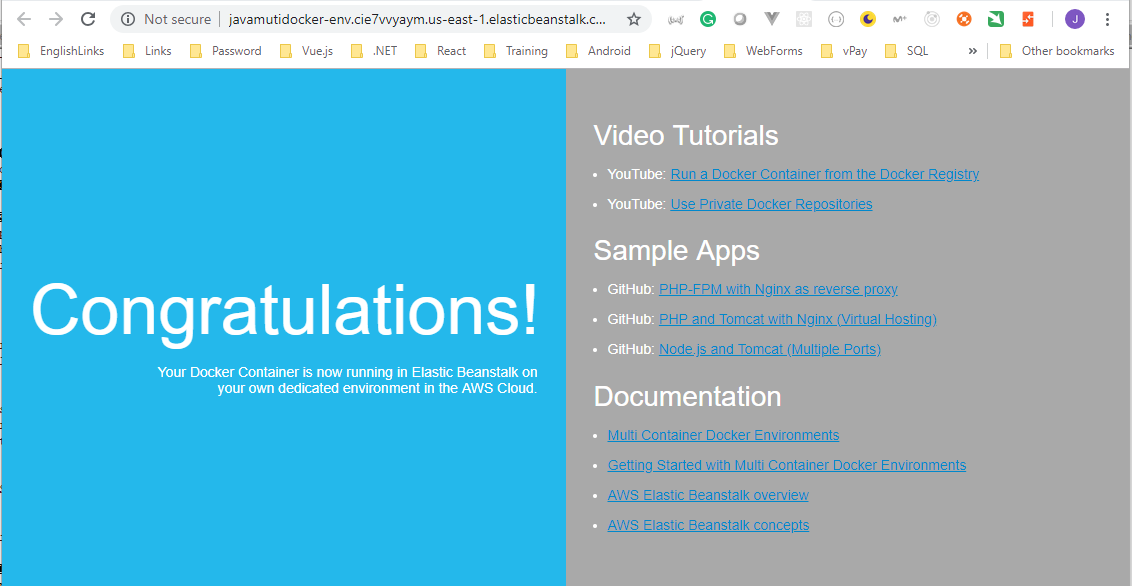 Not secure
javamutidocker-env.cie7vvyaym.us-east-1.elasticbeanstalk.c...
J
EnglishLinks
Links
Password
Vue.js
.NET
React
Training
Android
jQuery
WebForms
vPay
SQL
»
Other bookmarks
Congratulations!
Your Docker Container is now running in Elastic Beanstalk on
your own dedicated environment in the AWS Cloud.
Video Tutorials
• YouTube: Run a Docker Container from the Docker Registry
• YouTube: Use Private Docker Repositories
Sample Apps
• GitHub: PHP-FPM with Nginx as reverse proxy
• GitHub: PHP and Tomcat with Nginx (Virtual Hosting)
• GitHub: Node.js and Tomcat (Multiple Ports)
Documentation
• Multi Container Docker Environments
• Getting Started with Multi Container Docker Environments
• AWS Elastic Beanstalk overview
• AWS Elastic Beanstalk concepts